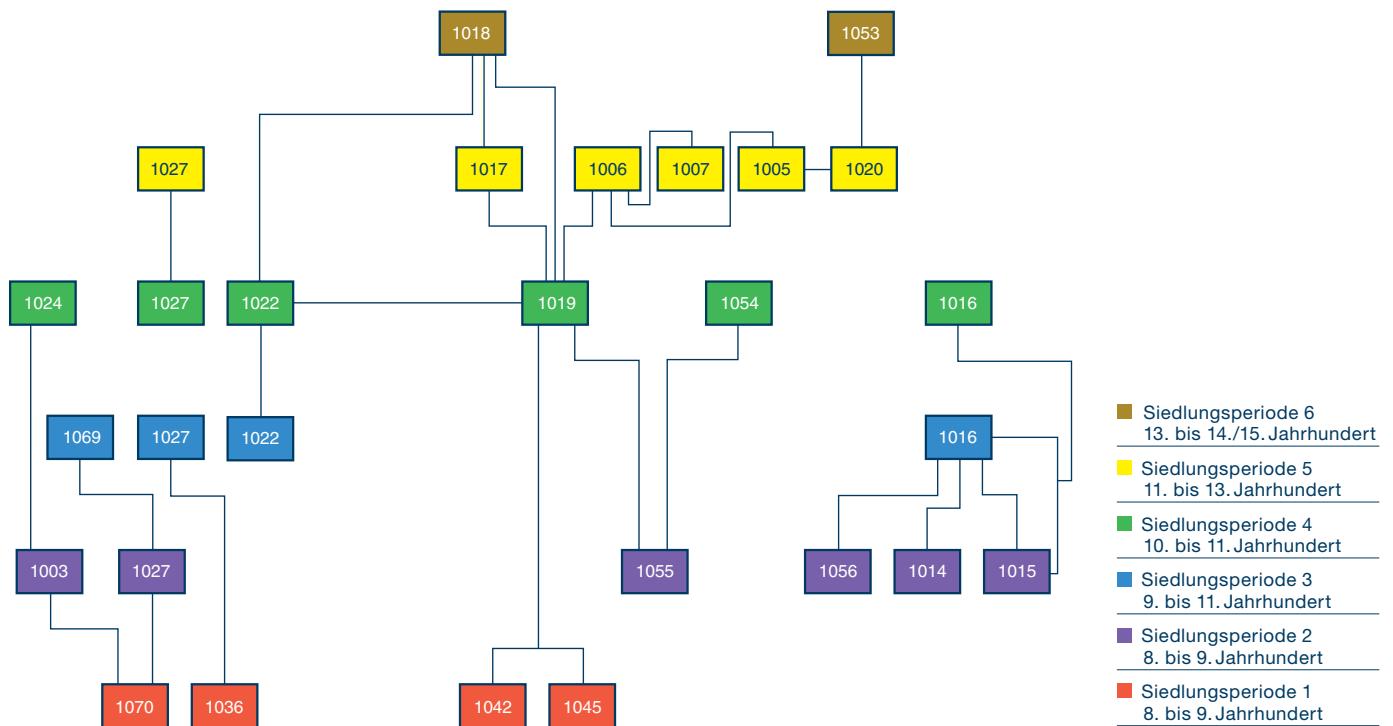 1018
1053
1027
1017
1006
1007
1005
1020
1024
1027
1022
1019
1054
1016
1069
1027
1022
1016
1003
1027
1055
1056
1014
1015
1070
1036
1042
1045
Siedlungsperiode 6
13. bis 14./15. Jahrhundert
Siedlungsperiode 5
11. bis 13. Jahrhundert
Siedlungsperiode 4
10. bis 11. Jahrhundert
Siedlungsperiode 3
9. bis 11. Jahrhundert
Siedlungsperiode 2
8. bis 9. Jahrhundert
Siedlungsperiode 1
8. bis 9. Jahrhundert